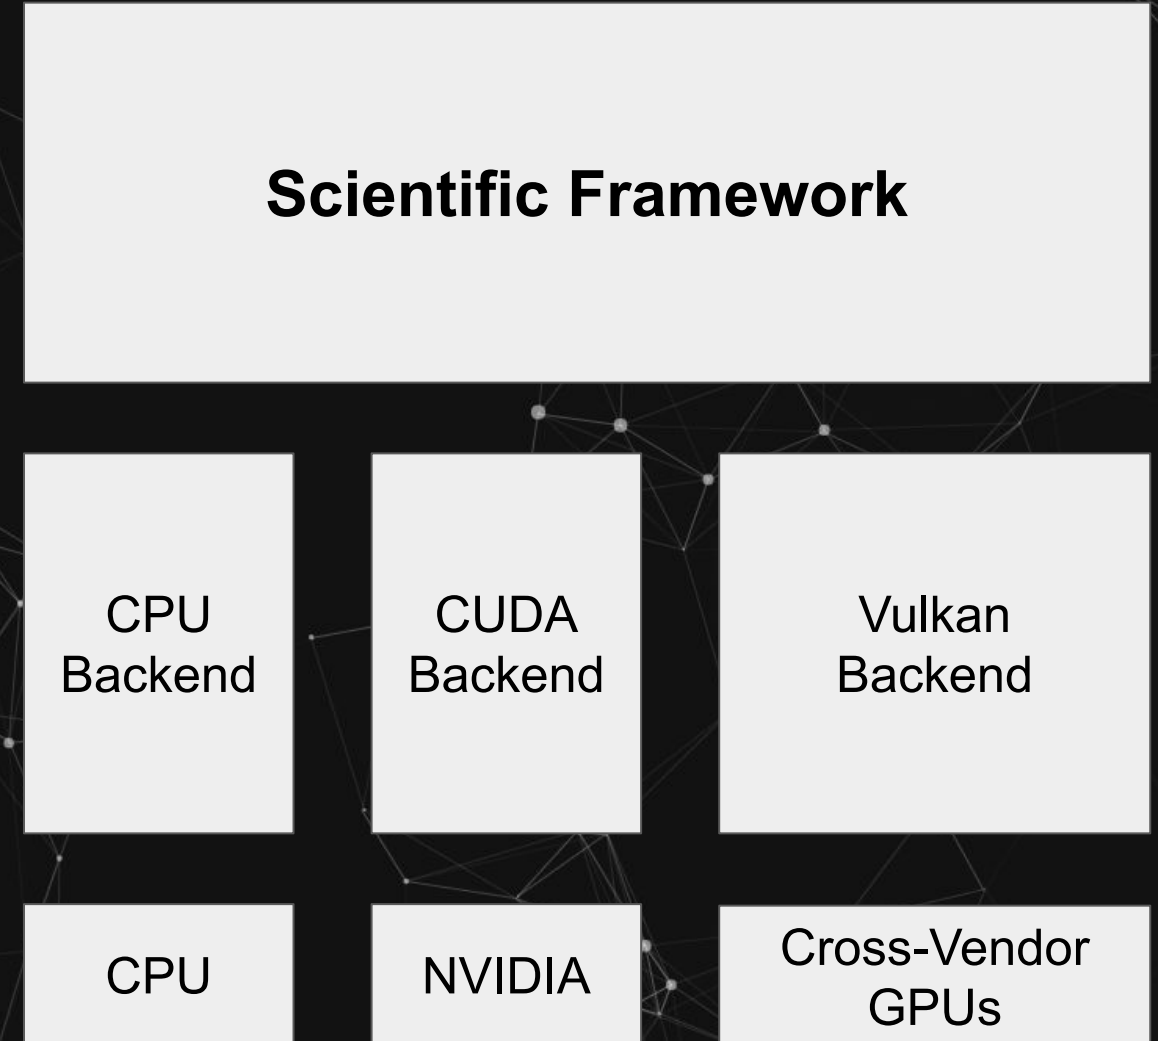 Scientific Framework
CPU
Backend
CUDA
Backend
Vulkan
Backend
CPU
NVIDIA
Cross-Vendor
GPUs